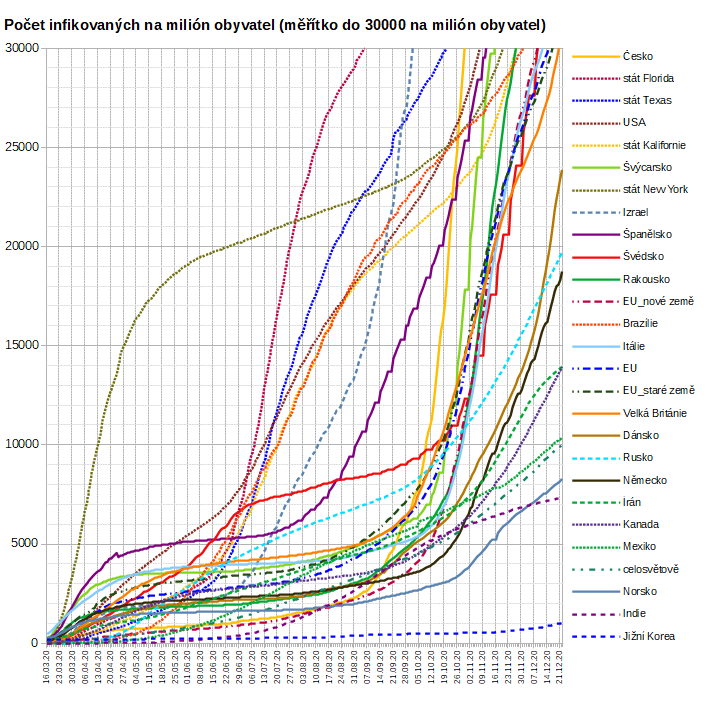 Počet infikovaných na milión obyvatel (měřítko do 30000 na milión obyvatel)
30000
25000
20000
15000
10000
5000
0
Česko
stát Florida
stát Texas
USA
stát Kalifornie
Švýcarsko
stát New York
Izrael
Španělsko
Švédsko
Rakousko
EU_nové země
Brazílie
Itálie
EU
EU_staré země
Velká Británie
Dánsko
Rusko
Německo
Irán
Kanada
Mexiko
celosvětově
Norsko
Indie
Jižní Korea
16.03.20
23.03.20
30.03.20
06.04.20
13.04.20
20.04.20
27.04.20
04.05.20
11.05.20
18.05.20
25.05.20
01.06.20
08.06.20
15.06.20
22.06.20
29.06.20
06.07.20
13.07.20
20.07.20
27.07.20
03.08.20
10.08.20
17.08.20
24.08.20
31.08.20
07.09.20
14.09.20
21.09.20
28.09.20
05.10.20
12.10.20
19.10.20
26.10.20
02.11.20
09.11.20
16.11.20
23.11.20
30.11.20
07.12.20
14.12.20
21.12.20